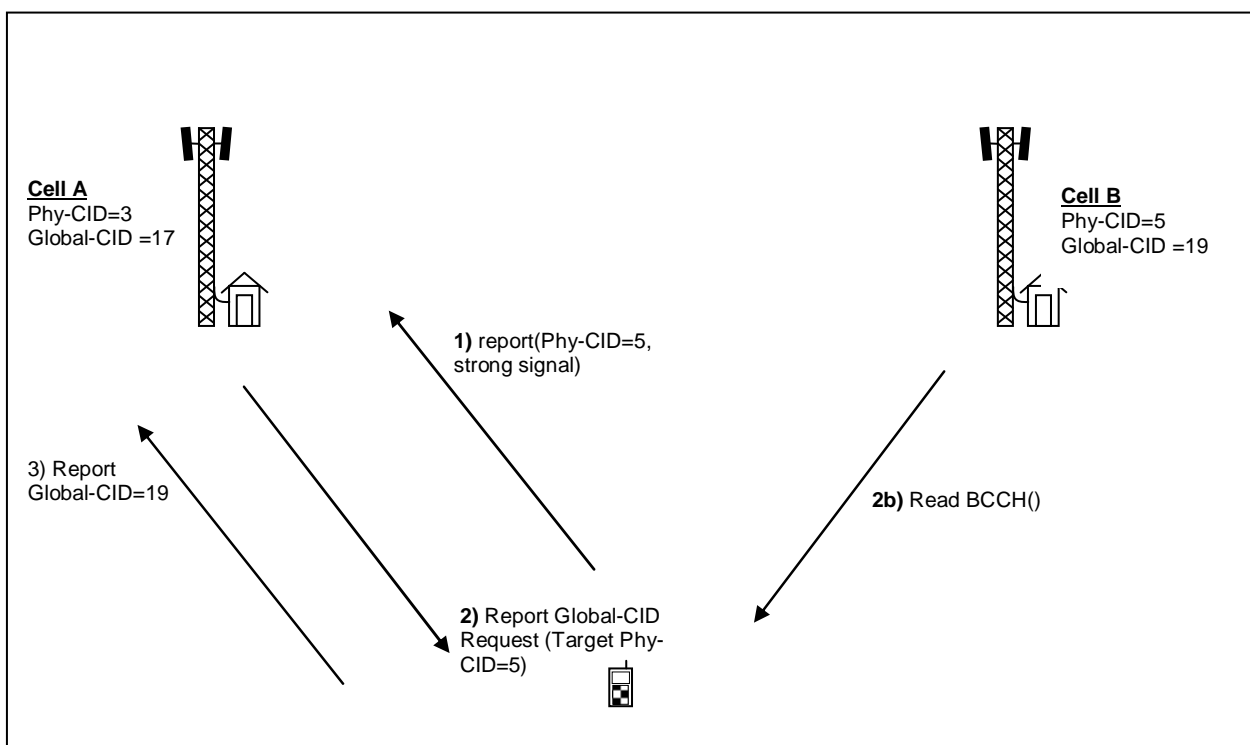 Cell A
Phy-CID=3
Global-CID =17
Cell B
Phy-CID=5
Global-CID =19
1) report(Phy-CID=5,
strong signal)
3) Report
Global-CID=19
2b) Read BCCH()
2) Report Global-CID
Request (Target Phy-
CID=5)